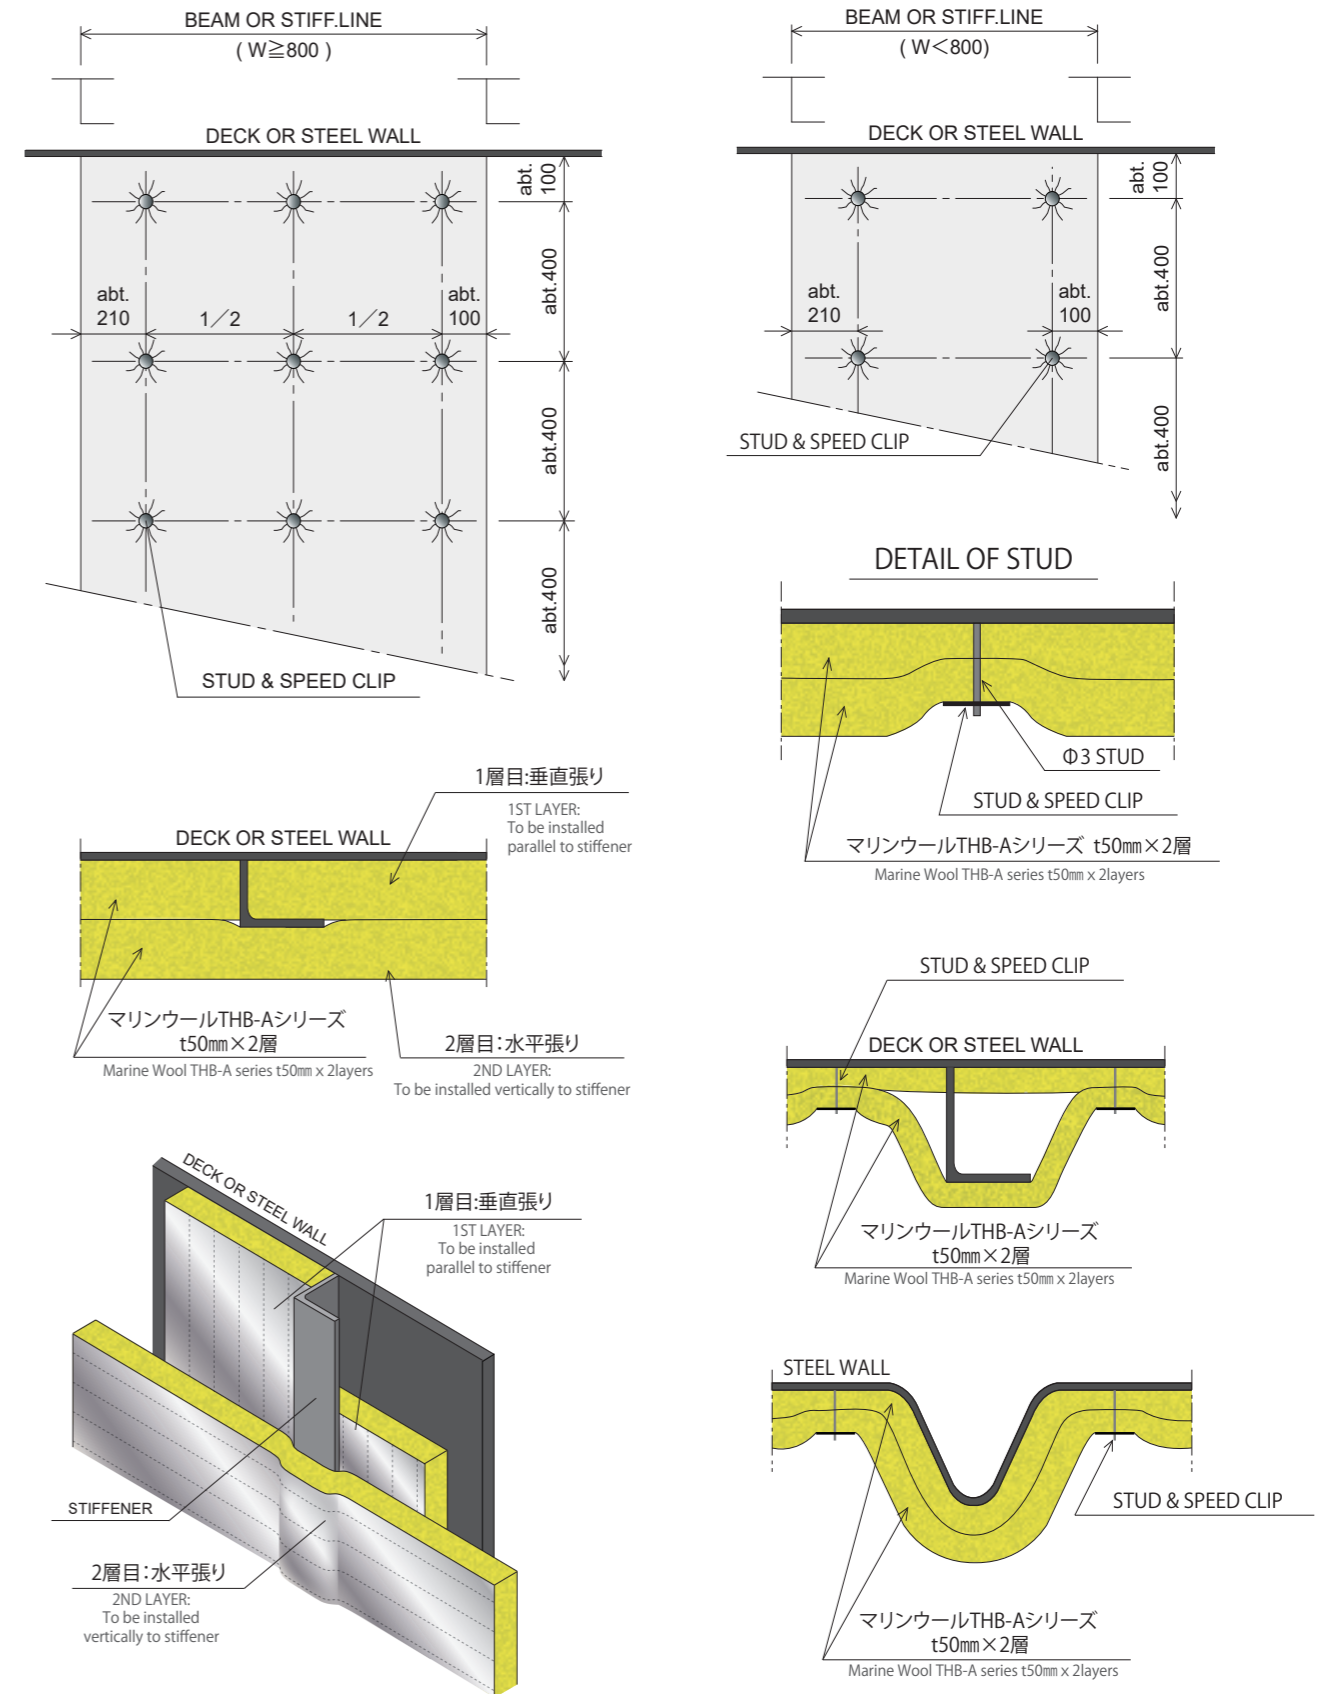 BEAM OR STIFF.LINE
( W≧800 )
DECK OR STEEL WALL
abt.
100
abt.400
abt.
210
1／2
1／2
abt.
100
abt.400
abt.400
STUD & SPEED CLIP
BEAM OR STIFF.LINE
( W＜800)
DECK OR STEEL WALL
abt.
100
abt.400
abt.
210
abt.
100
abt.400
STUD & SPEED CLIP
DETAIL OF STUD
Φ3 STUD
STUD & SPEED CLIP
マリンウールTHB-Aシリーズ t50mm×2層
Marine Wool THB-A series t50㎜ x 2layers
1層目:垂直張り
1ST LAYER:
To be installed
parallel to stiffener
DECK OR STEEL WALL
マリンウールTHB-Aシリーズ
t50mm×2層
Marine Wool THB-A series t50㎜ x 2layers
2層目：水平張り
2ND LAYER:
To be installed vertically to stiffener
STUD & SPEED CLIP
DECK OR STEEL WALL
マリンウールTHB-Aシリーズ
t50mm×2層
Marine Wool THB-A series t50㎜ x 2layers
DECK OR STEEL WALL
1層目:垂直張り
1ST LAYER:
To be installed
parallel to stiffener
STIFFENER
2層目：水平張り
2ND LAYER:
To be installed
vertically to stiffener
STEEL WALL
STUD & SPEED CLIP
マリンウールTHB-Aシリーズ
t50mm×2層
Marine Wool THB-A series t50㎜ x 2layers